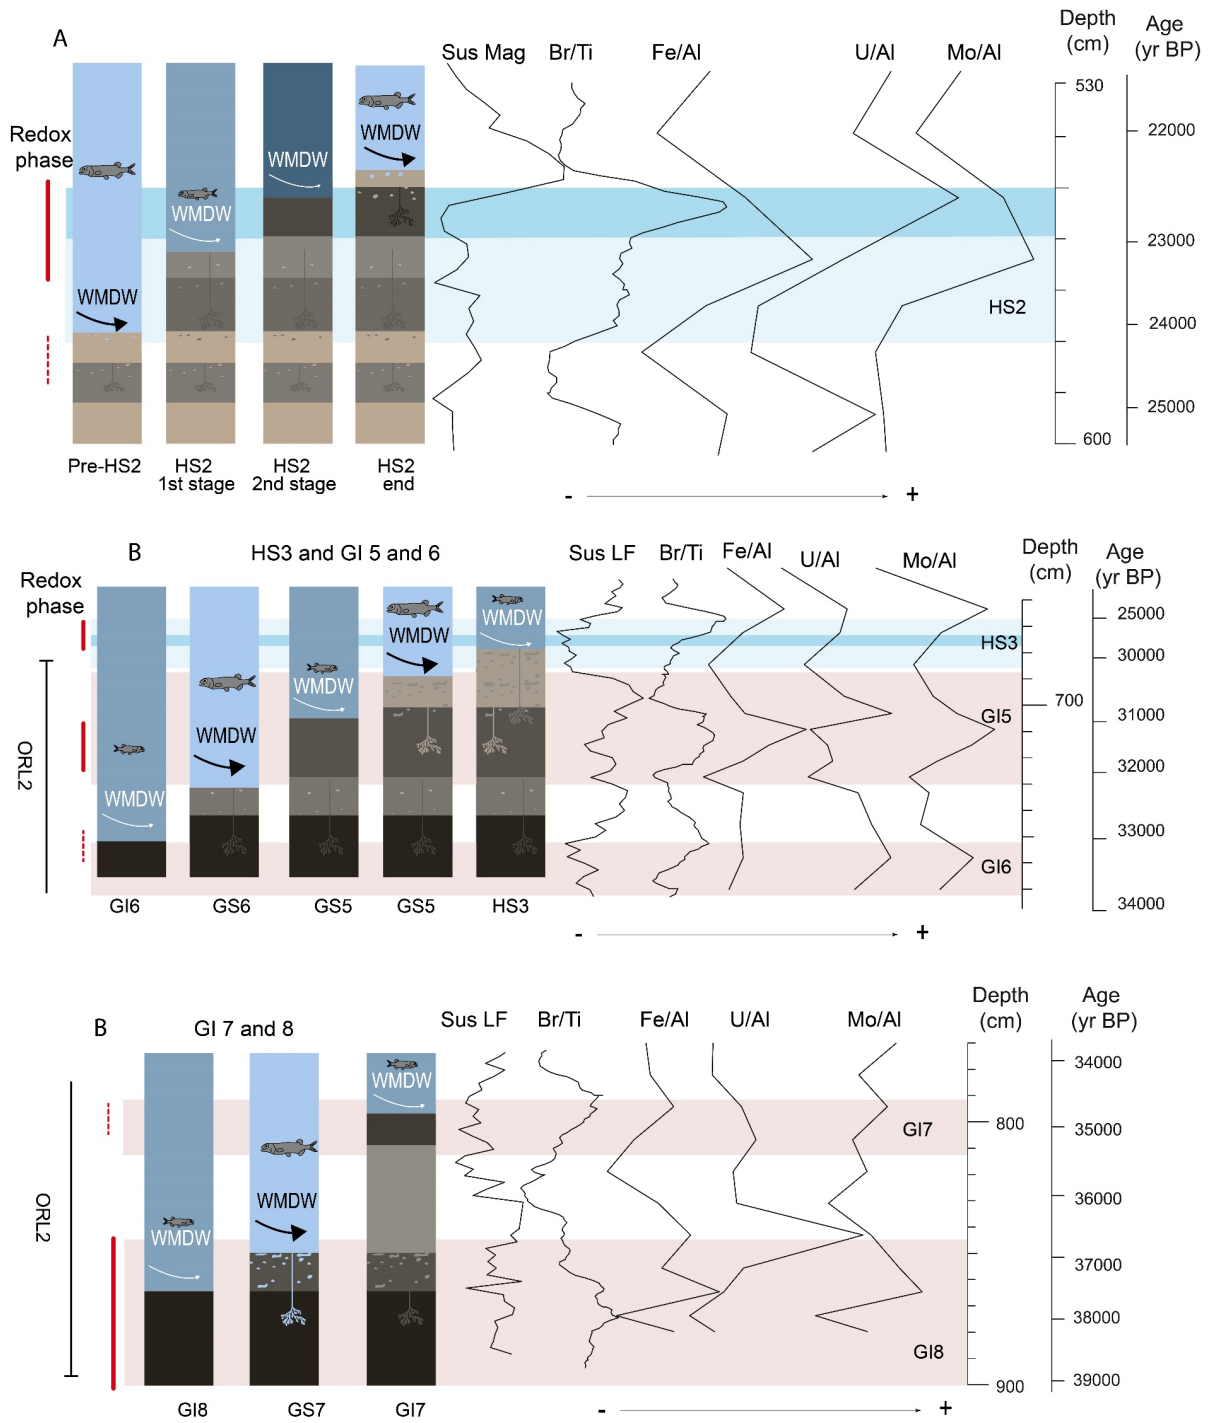 A
Sus Mag
Br/Ti
Fe/Al
U/Al
Mo/Al
Depth
(cm)
Age
(yr BP)
Redox
phase
WMDW
WMDW
WMDW
WMDW
530
22000
23000
HS2
24000
25000
600
Pre-HS2
HS2
1st stage
HS2
2nd stage
HS2
end
- +
B
HS3 and GI 5 and 6
Sus LF
Br/Ti
Fe/Al
U/Al
Mo/Al
Depth
(cm)
Age
(yr BP)
Redox
phase
ORL2
WMDW
WMDW
WMDW
WMDW
WMDW
25000
HS3
30000
700
GI5
31000
32000
33000
GI6
34000
GI6
GS6
GS5
GS5
HS3
- +
B
GI 7 and 8
Sus LF
Br/Ti
Fe/Al
U/Al
Mo/Al
Depth
(cm)
Age
(yr BP)
ORL2
WMDW
WMDW
WMDW
34000
GI7
800
35000
36000
37000
38000
GI8
900
39000
GI8
GS7
GI7
- +